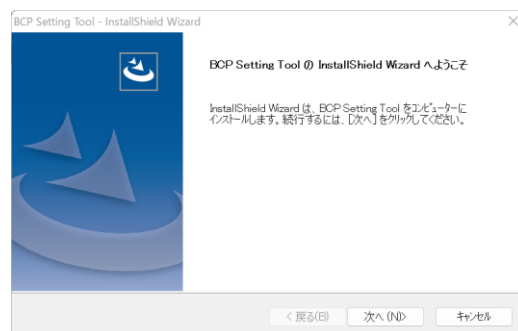 BCP Setting Tool - InstallShield Wizard
BCP Setting Tool の InstallShield Wizard へようこそ
InstallShield Wizard は、BCP Setting Tool をコンピューターに
インストールします。続行するには、[次へ] をクリックしてください。
< 戻る(B)
次へ (N)>
キャンセル